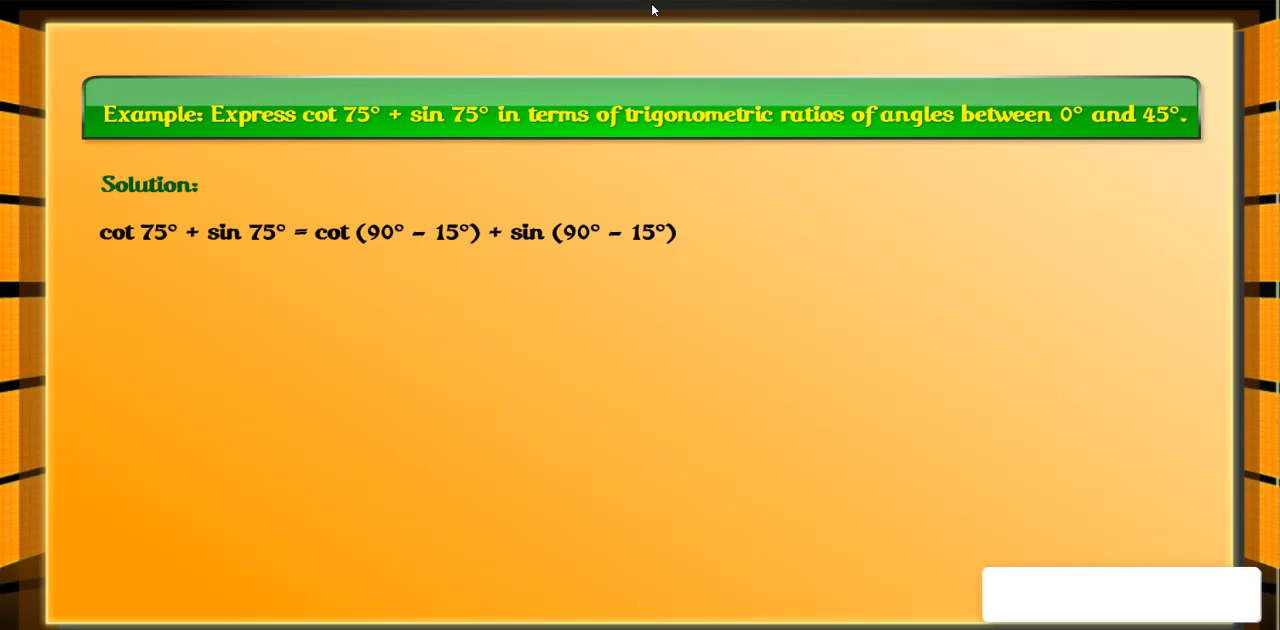 Example: Express cot 75° + sin 75° in terms of trigonometric ratios of angles between 0° and 45°.
Solution:
cot 75° + sin 75° = cot (90° – 15°) + sin (90° – 15°)